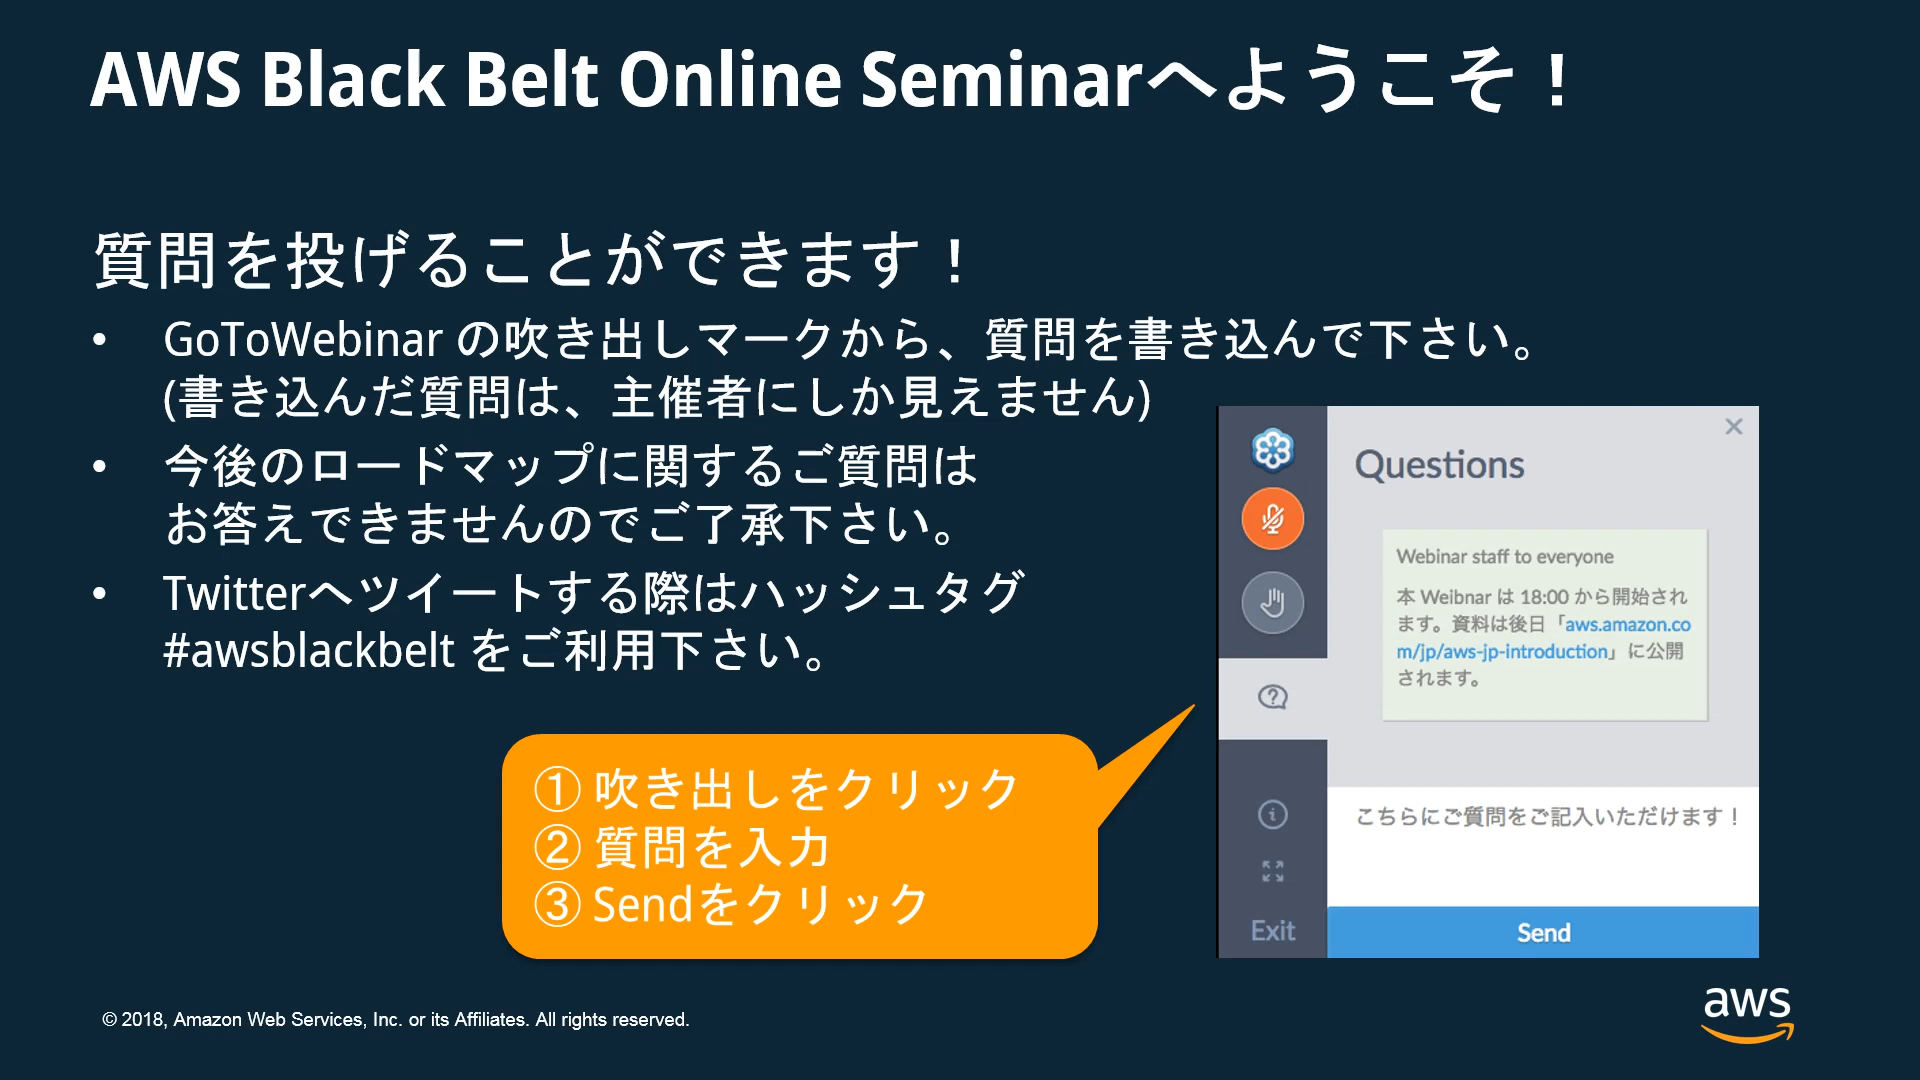 AWS Black Belt Online Seminarへようこそ！
質問を投げることができます！
• GoToWebinar の吹き出しマークから、質問を書き込んで下さい。
(書き込んだ質問は、主催者にしか見えません)
• 今後のロードマップに関するご質問は
お答えできませんのでご了承下さい。
• Twitterへツイートする際はハッシュタグ
#awsblackbelt をご利用下さい。
① 吹き出しをクリック
② 質問を入力
③ Sendをクリック
Questions
Webinar staff to everyone
本 Weibnar は 18:00 から開始され
ます。資料は後日「aws.amazon.co
m/jp/aws-jp-introduction」に公開
されます。
こちらにご質問をご記入いただけます！
Exit
Send
© 2018, Amazon Web Services, Inc. or its Affiliates. All rights reserved.
aws